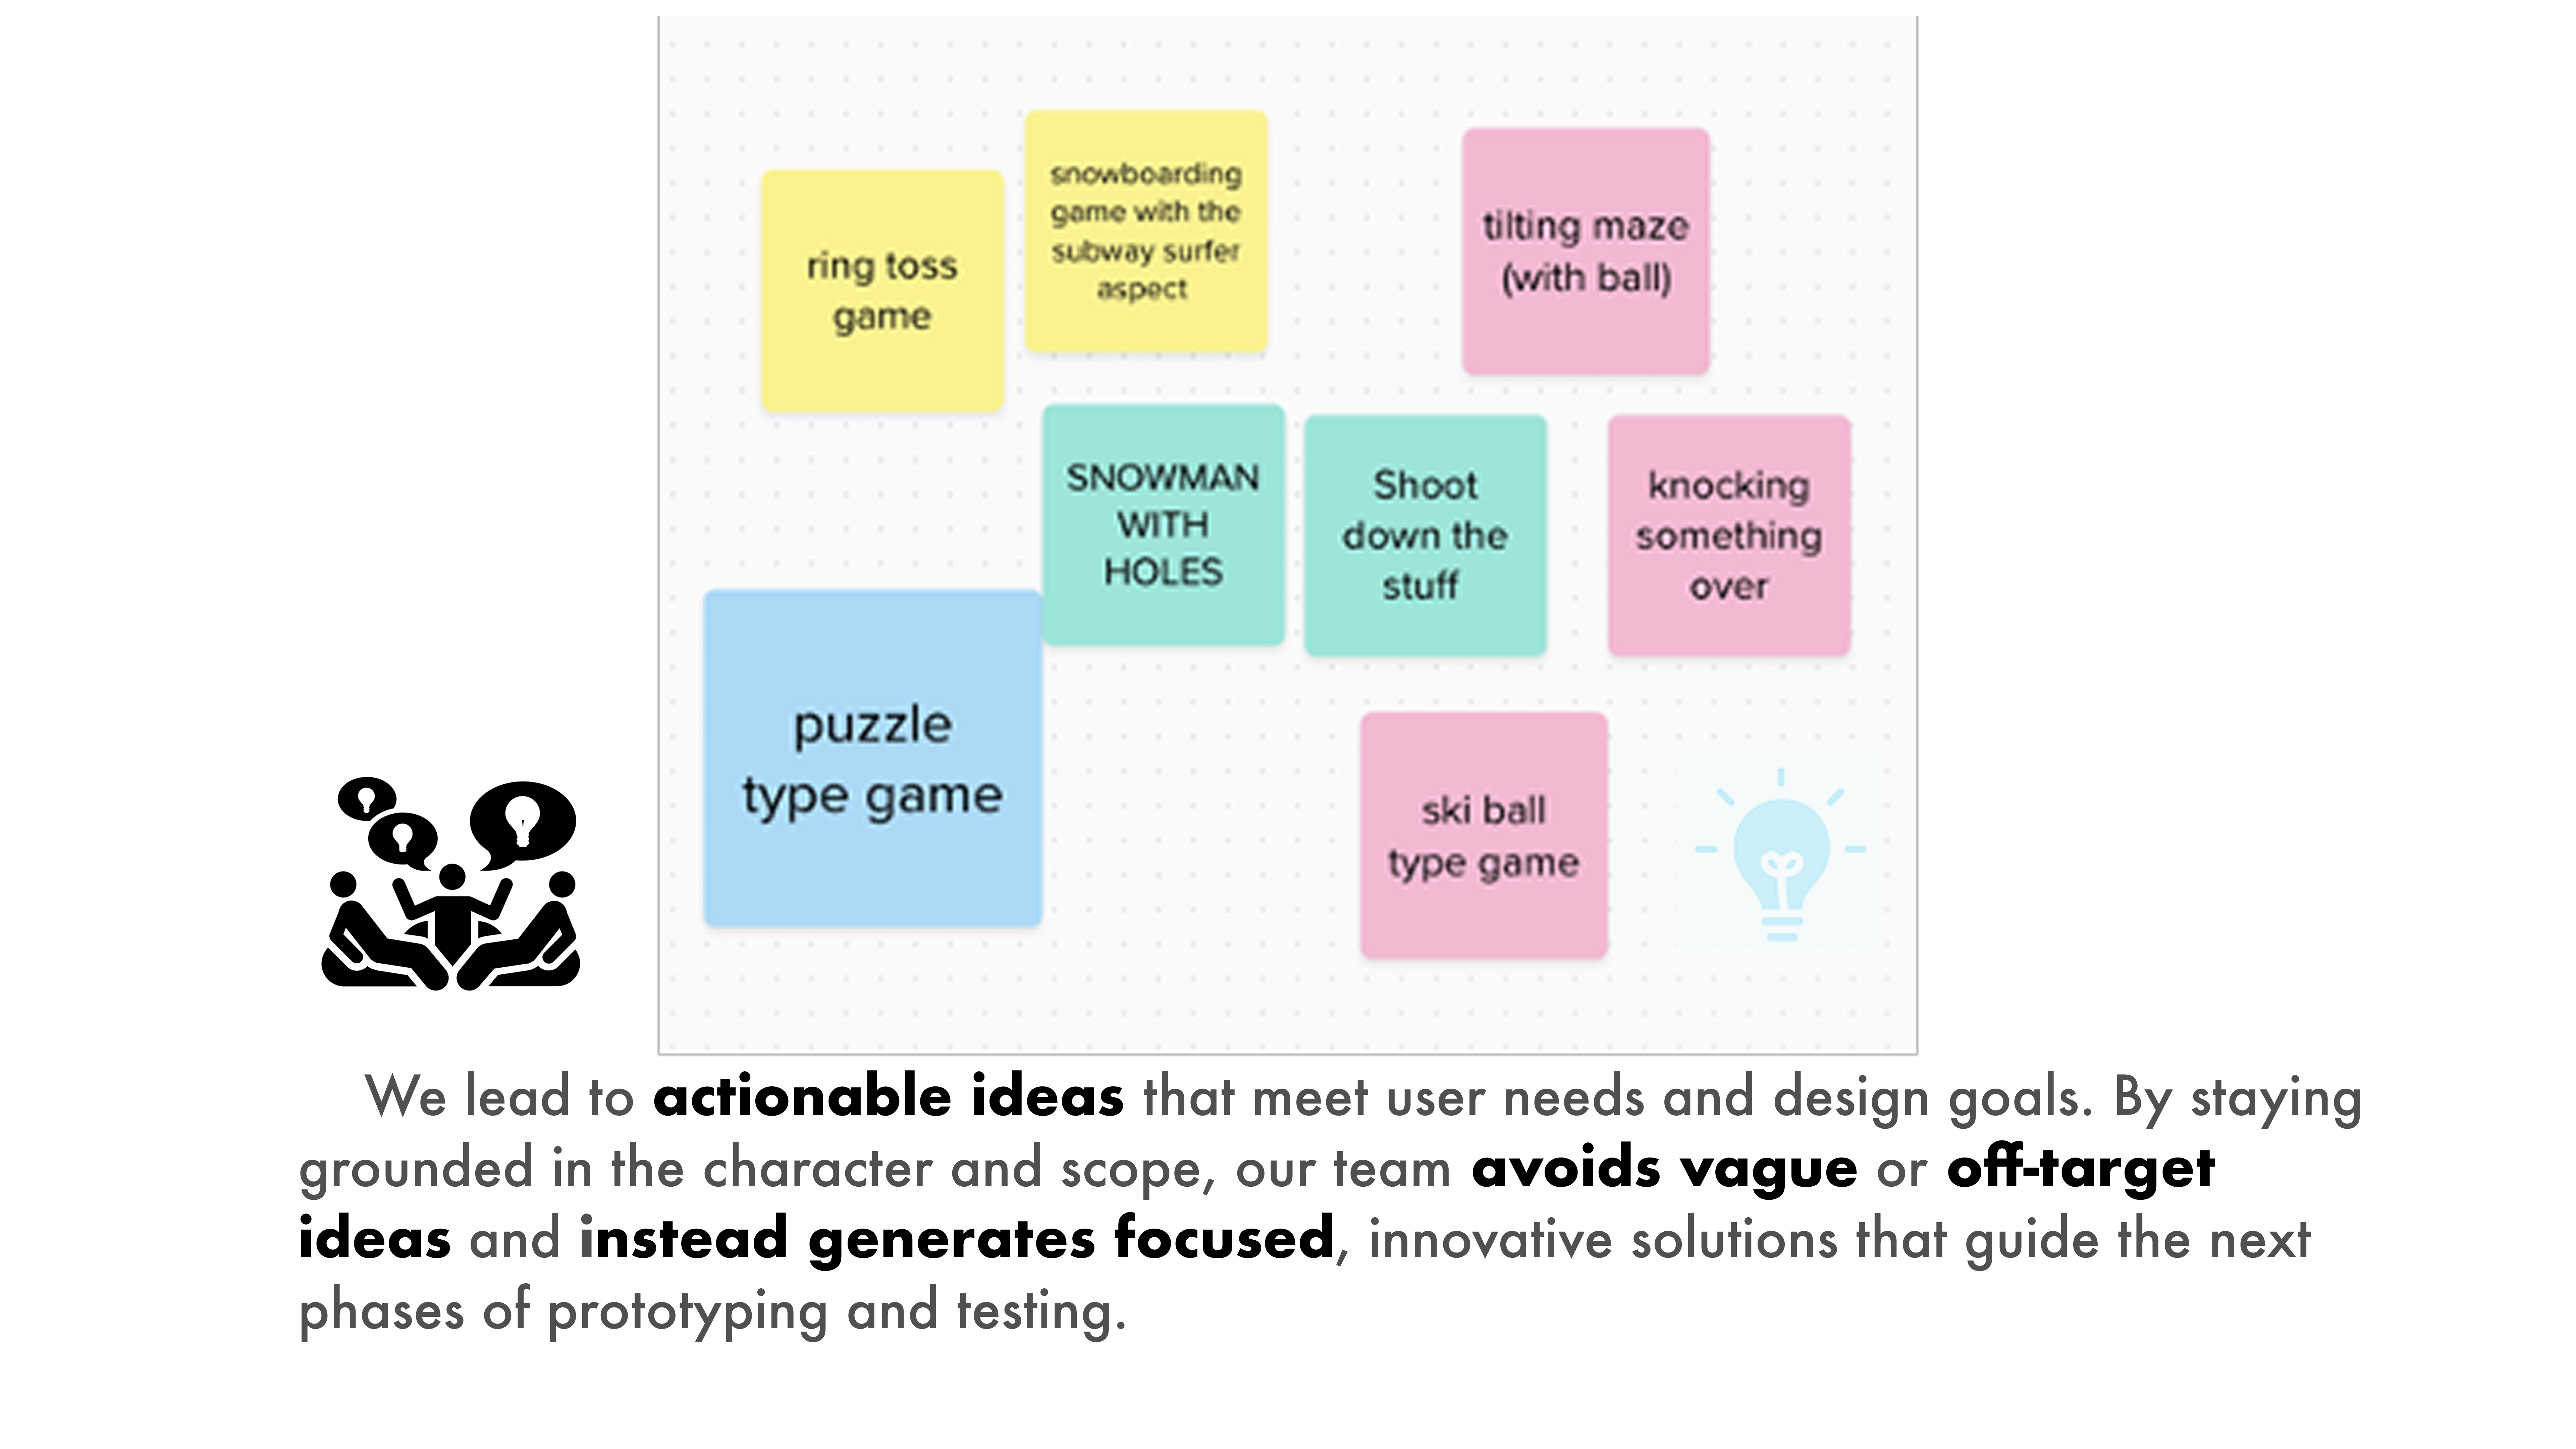 ring toss
game
snowboarding
game with the
subway surfer
aspect
tilting maze
(with ball)
SNOWMAN
WITH
HOLES
Shoot
down the
stuff
knocking
something
over
puzzle
type game
ski ball
type game
We lead to actionable ideas that meet user needs and design goals. By staying
grounded in the character and scope, our team avoids vague or off-target
ideas and instead generates focused, innovative solutions that guide the next
phases of prototyping and testing.